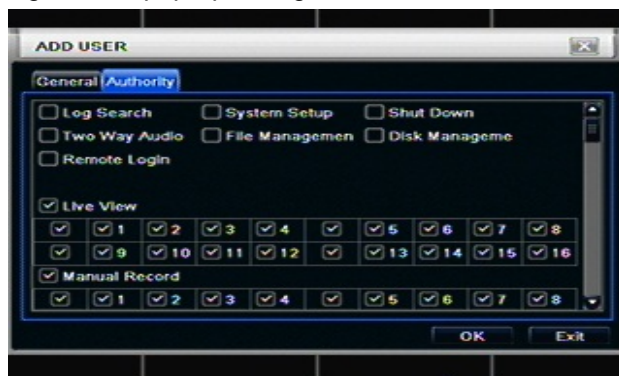 ADD USER
General Authority
Log Search System Setup Shut Down
Two Way Audio File Managemen Disk Manageme
Remote Login
Live View
1 2 3 4 5 6 7 8
9 10 11 12 13 14 15 16
Manual Record
1 2 3 4 5 6 7 8
OK Exit